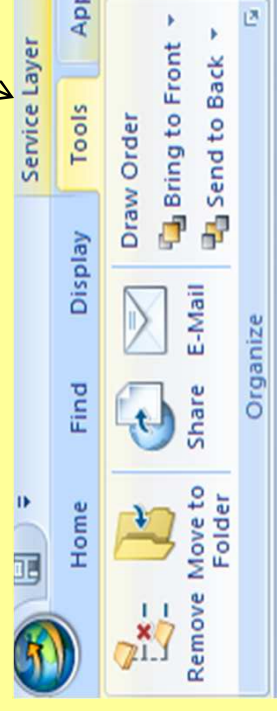 Service Layer
Home Find Display Tools App
Remove Move to Folder Share E-Mail
Draw Order
Bring to Front
Send to Back
Organize